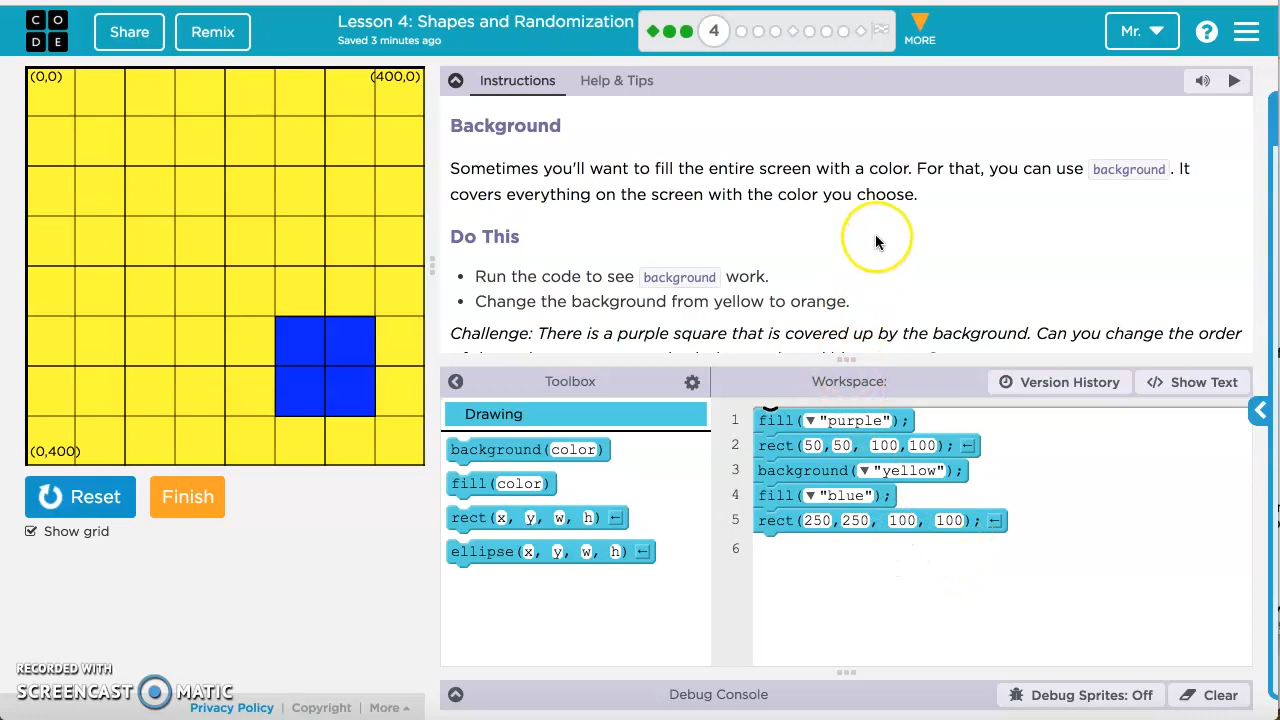 CODE
Share
Remix
Lesson 4: Shapes and Randomization
Saved 3 minutes ago
4
MORE
Mr.
?
(0,0)
(400,0)
(0,400)
Reset
Finish
Show grid
Instructions
Help & Tips
Background
Sometimes you'll want to fill the entire screen with a color. For that, you can use background. It
covers everything on the screen with the color you choose.
Do This
• Run the code to see background work.
• Change the background from yellow to orange.
Challenge: There is a purple square that is covered up by the background. Can you change the order
Toolbox
Workspace:
Version History
</> Show Text
Drawing
background(color)
fill(color)
rect(x, y, w, h)
ellipse(x, y, w, h)
1 fill("purple");
2 rect(50,50, 100,100);
3 background("yellow");
4 fill("blue");
5 rect(250,250, 100, 100);
6
Debug Console
Debug Sprites: Off
Clear
RECORDED WITH
SCREENCAST MATIC
Privacy Policy | Copyright | More